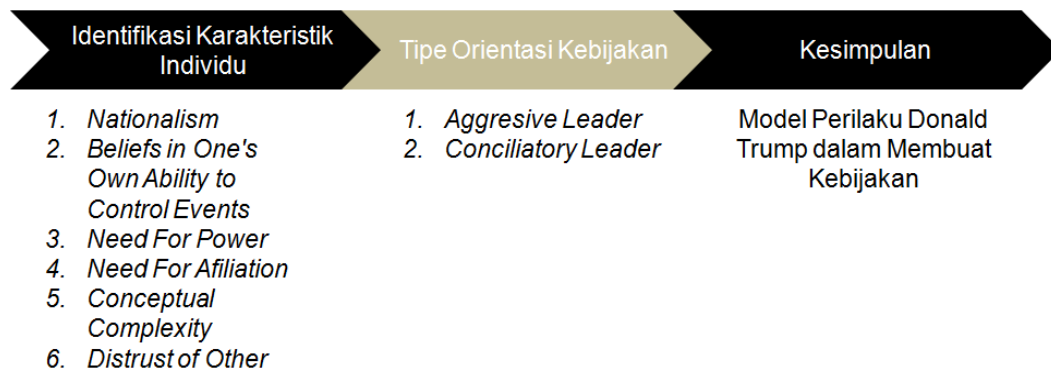 Identifikasi Karakteristik
Individu
Tipe Orientasi Kebijakan
Kesimpulan
1. Nationalism
2. Beliefs in One's
Own Ability to
Control Events
3. Need For Power
4. Need For Afiliation
5. Conceptual
Complexity
6. Distrust of Other
1. Aggresive Leader
2. Conciliatory Leader
Model Perilaku Donald
Trump dalam Membuat
Kebijakan